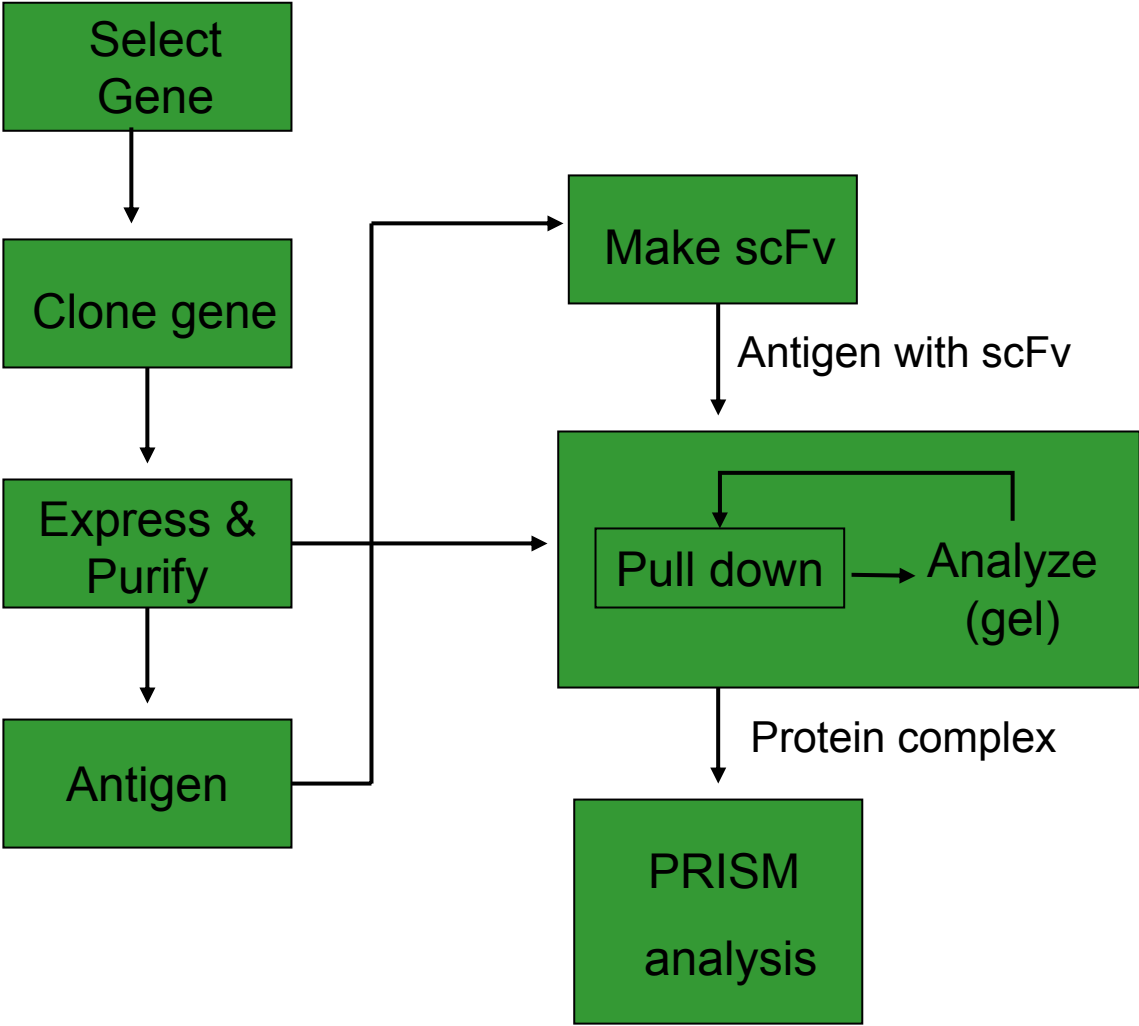 Select
Gene
Clone gene
Express &
Purify
Antigen
Make scFv
Antigen with scFv
Pull down
Analyze
(gel)
Protein complex
PRISM
analysis